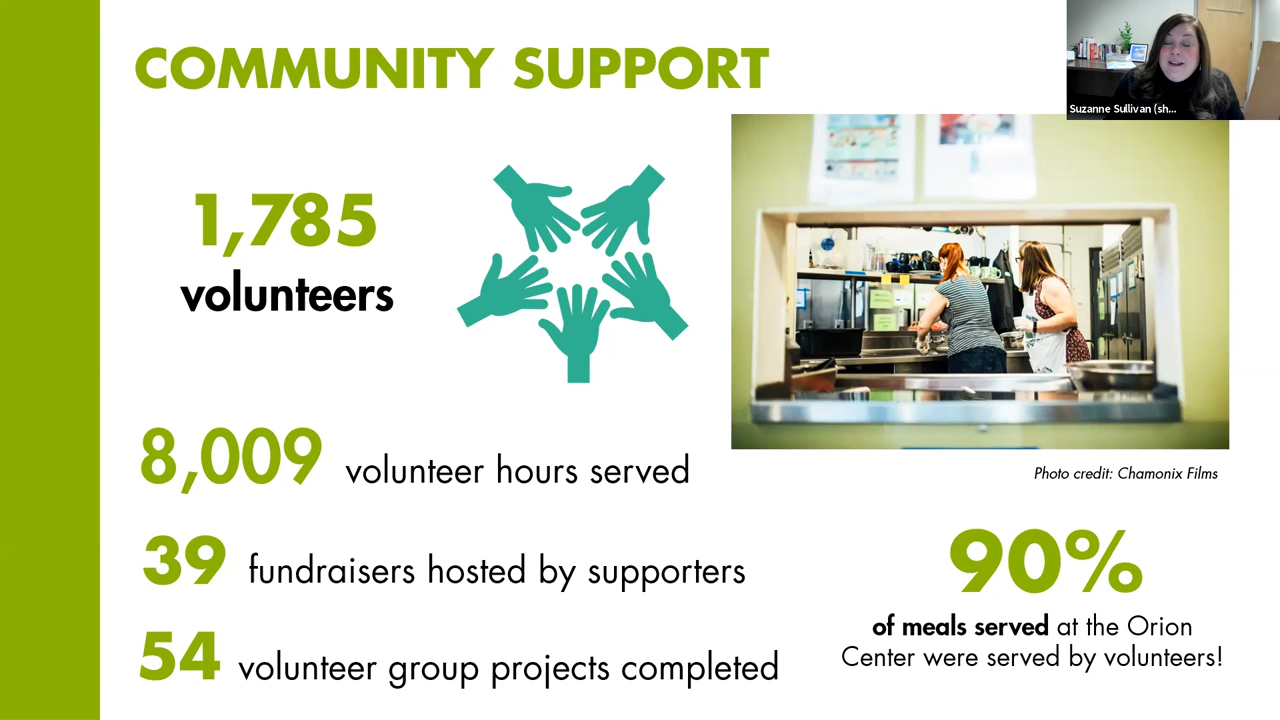 COMMUNITY SUPPORT
Suzanne Sullivan (sh...
1,785
volunteers
8,009 volunteer hours served
Photo credit: Chamonix Films
39 fundraisers hosted by supporters
90%
of meals served at the Orion
Center were served by volunteers!
54 volunteer group projects completed